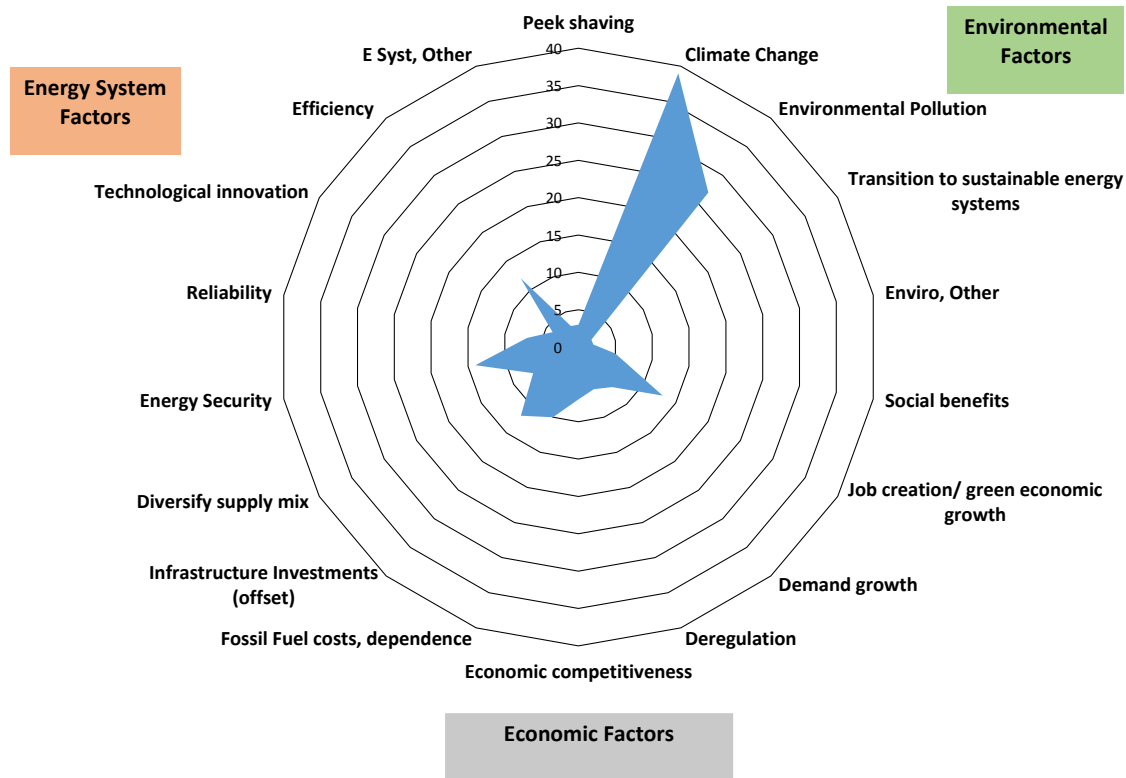 Peek shaving
Environmental
Factors
E Syst, Other
Climate Change
Energy System
Factors
Efficiency
Environmental Pollution
Technological innovation
Transition to sustainable energy
systems
Reliability
Enviro, Other
Energy Security
Social benefits
Diversify supply mix
Job creation/ green economic
growth
Infrastructure Investments
(offset)
Demand growth
Fossil Fuel costs, dependence
Deregulation
Economic competitiveness
40
35
30
25
20
15
10
5
0
Economic Factors